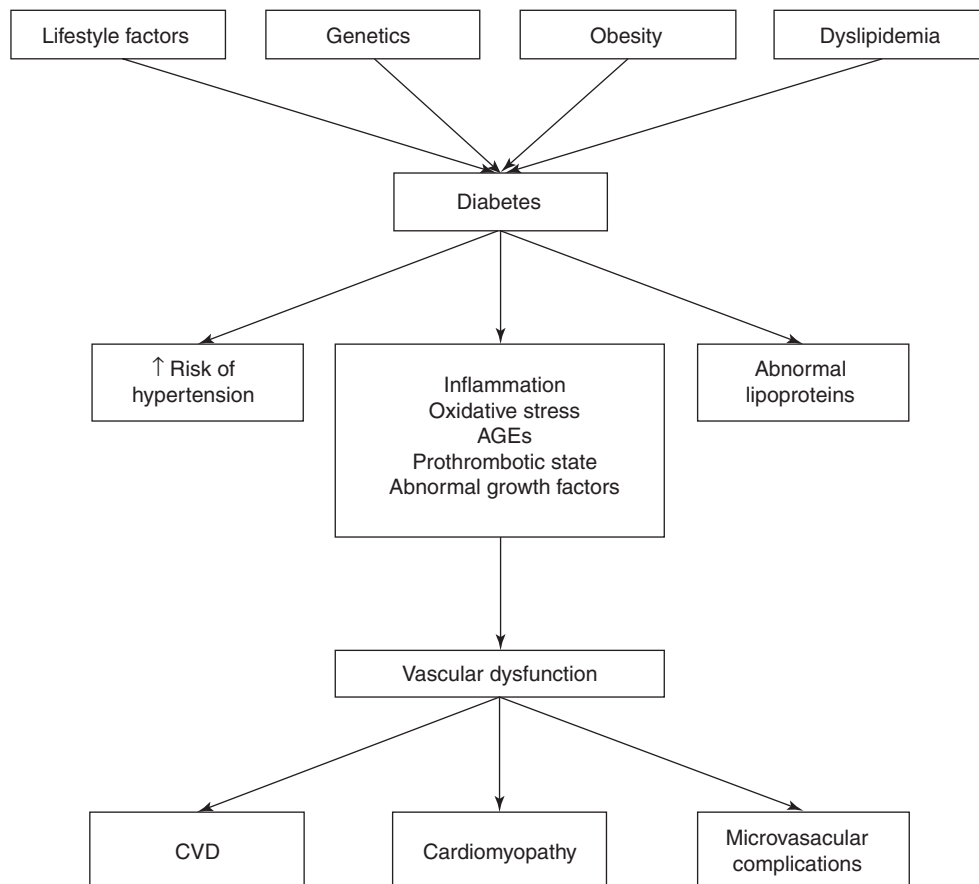 Lifestyle factors
Genetics
Obesity
Dyslipidemia
Diabetes
↑ Risk of
hypertension
Inflammation
Oxidative stress
AGEs
Prothrombotic state
Abnormal growth factors
Abnormal
lipoproteins
Vascular dysfunction
CVD
Cardiomyopathy
Microvasacular
complications